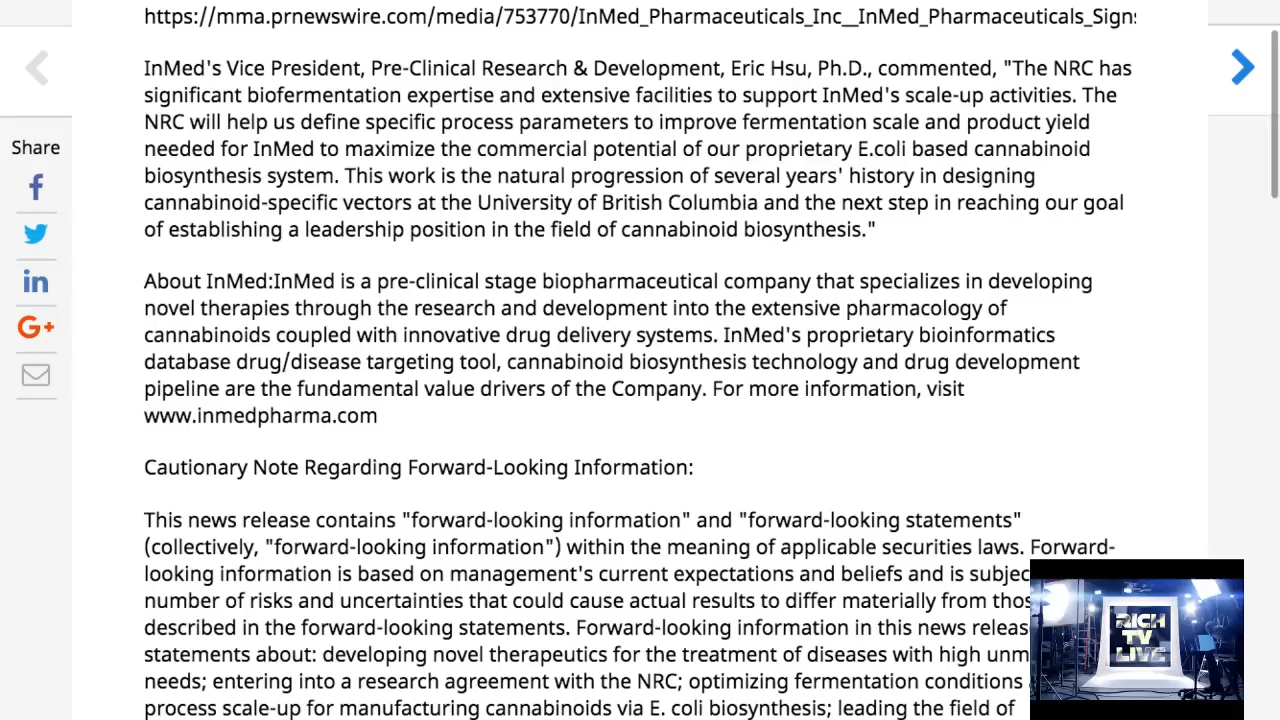 https://mma.prnewswire.com/media/753770/InMed_Pharmaceuticals_Inc__InMed_Pharmaceuticals_Signs
InMed's Vice President, Pre-Clinical Research & Development, Eric Hsu, Ph.D., commented, "The NRC has
significant biofermentation expertise and extensive facilities to support InMed's scale-up activities. The
NRC will help us define specific process parameters to improve fermentation scale and product yield
needed for InMed to maximize the commercial potential of our proprietary E.coli based cannabinoid
biosynthesis system. This work is the natural progression of several years' history in designing
cannabinoid-specific vectors at the University of British Columbia and the next step in reaching our goal
of establishing a leadership position in the field of cannabinoid biosynthesis."
About InMed:InMed is a pre-clinical stage biopharmaceutical company that specializes in developing
novel therapies through the research and development into the extensive pharmacology of
cannabinoids coupled with innovative drug delivery systems. InMed's proprietary bioinformatics
database drug/disease targeting tool, cannabinoid biosynthesis technology and drug development
pipeline are the fundamental value drivers of the Company. For more information, visit
www.inmedpharma.com
Cautionary Note Regarding Forward-Looking Information:
This news release contains "forward-looking information" and "forward-looking statements"
(collectively, "forward-looking information") within the meaning of applicable securities laws. Forward-
looking information is based on management's current expectations and beliefs and is subjec
number of risks and uncertainties that could cause actual results to differ materially from thos
described in the forward-looking statements. Forward-looking information in this news releas
statements about: developing novel therapeutics for the treatment of diseases with high unm
needs; entering into a research agreement with the NRC; optimizing fermentation conditions
process scale-up for manufacturing cannabinoids via E. coli biosynthesis; leading the field of
Share
f
in
G+
RICH
TV
LIVE